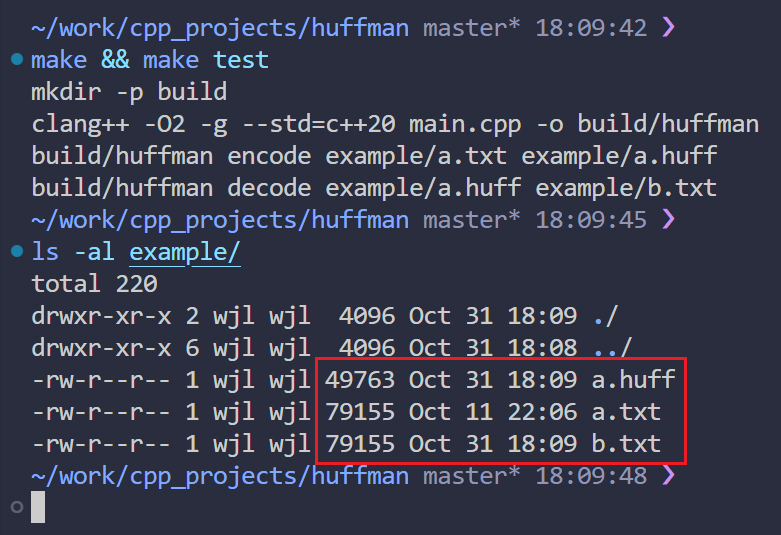 ~/work/cpp_projects/huffman master* 18:09:42 ❯
make && make test
mkdir -p build
clang++ -O2 -g --std=c++20 main.cpp -o build/huffman
build/huffman encode example/a.txt example/a.huff
build/huffman decode example/a.huff example/b.txt
~/work/cpp_projects/huffman master* 18:09:45 ❯
ls -al example/
total 220
drwxr-xr-x 2 wjl wjl  4096 Oct 31 18:09 ./
drwxr-xr-x 6 wjl wjl  4096 Oct 31 18:08 ../
-rw-r--r-- 1 wjl wjl 49763 Oct 31 18:09 a.huff
-rw-r--r-- 1 wjl wjl 79155 Oct 11 22:06 a.txt
-rw-r--r-- 1 wjl wjl 79155 Oct 31 18:09 b.txt
~/work/cpp_projects/huffman master* 18:09:48 ❯